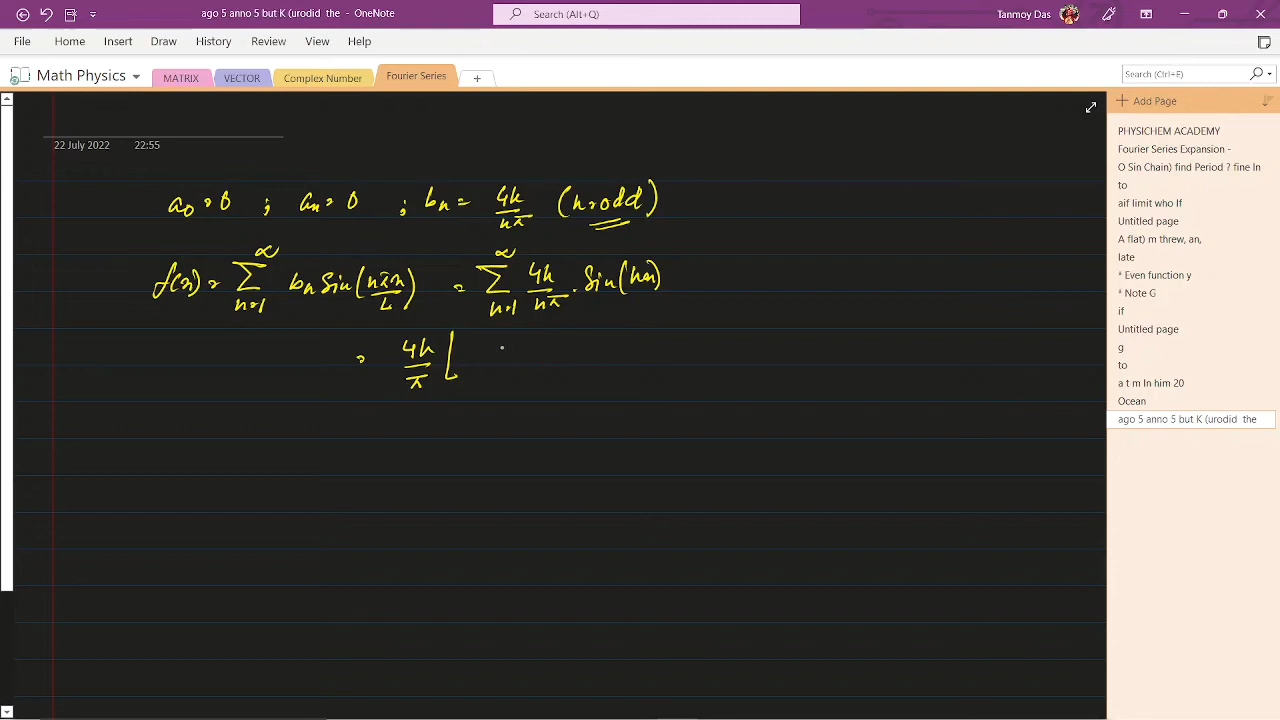 ago 5 anno 5 but K (urodid the - OneNote
Search (Alt+Q)
Tanmoy Das
File Home Insert Draw History Review View Help
Math Physics
MATRIX VECTOR Complex Number Fourier Series +
Search (Ctrl+E)
Add Page
22 July 2022 22:55
a₀ = 0 ; aₙ = 0 ; bₙ = 4k/nπ (n=odd)
f(x) = ∑_{n=1}^{∞} bₙ Sin(nπx/L) = ∑_{n=1}^{∞} 4k/nπ . Sin(nx)
= 4k/π [
PHYSICHEM ACADEMY
Fourier Series Expansion -
O Sin Chain) find Period ? fine In
to
aif limit who If
Untitled page
A flat) m threw, an,
late
* Even function y
* Note G
if
Untitled page
g
to
a t m In him 20
Ocean
ago 5 anno 5 but K (urodid the